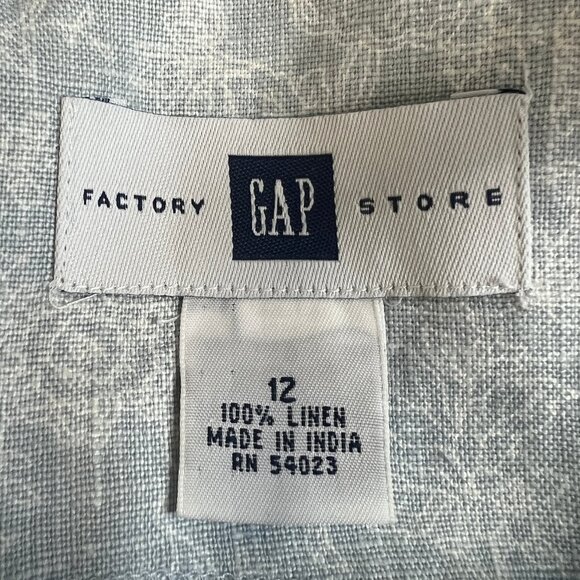 FACTORY GAP STORE
12
100% LINEN
MADE IN INDIA
RN 54023